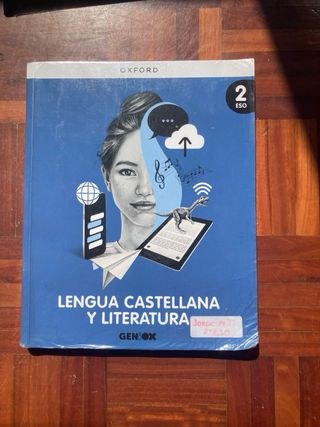 OXFORD
2
ESO
LENGUA CASTELLANA
Y LITERATURA
GENiOX